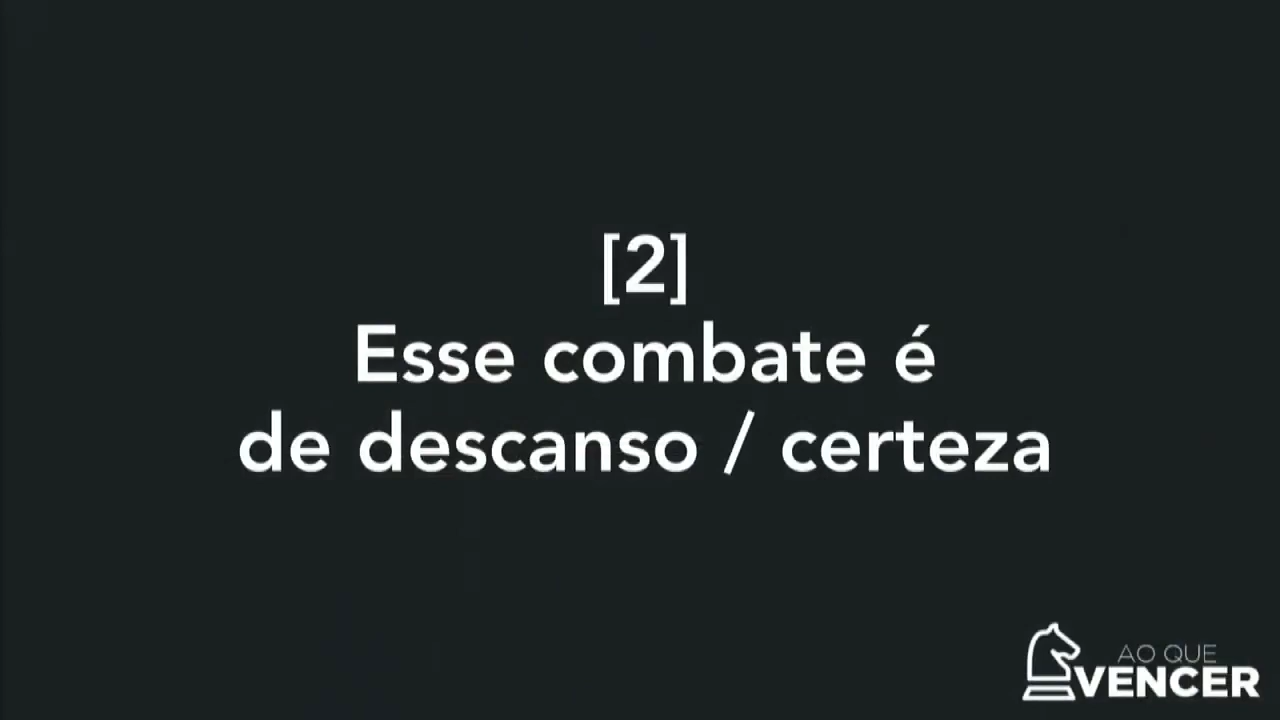 [2]
Esse combate é
de descanso / certeza
AO QUE
VENCER